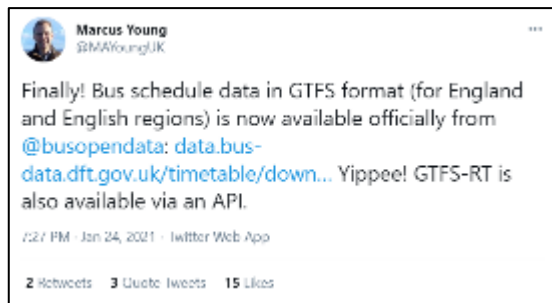 Marcus Young
@MAYoungUK
Finally! Bus schedule data in GTFS format (for England
and English regions) is now available officially from
@busopendata: data.bus-
data.dft.gov.uk/timetable/down... Yippee! GTFS-RT is
also available via an API.
7:27 PM · Jan 24, 2021 · Twitter Web App
2 Retweets 3 Quote Tweets 15 Likes